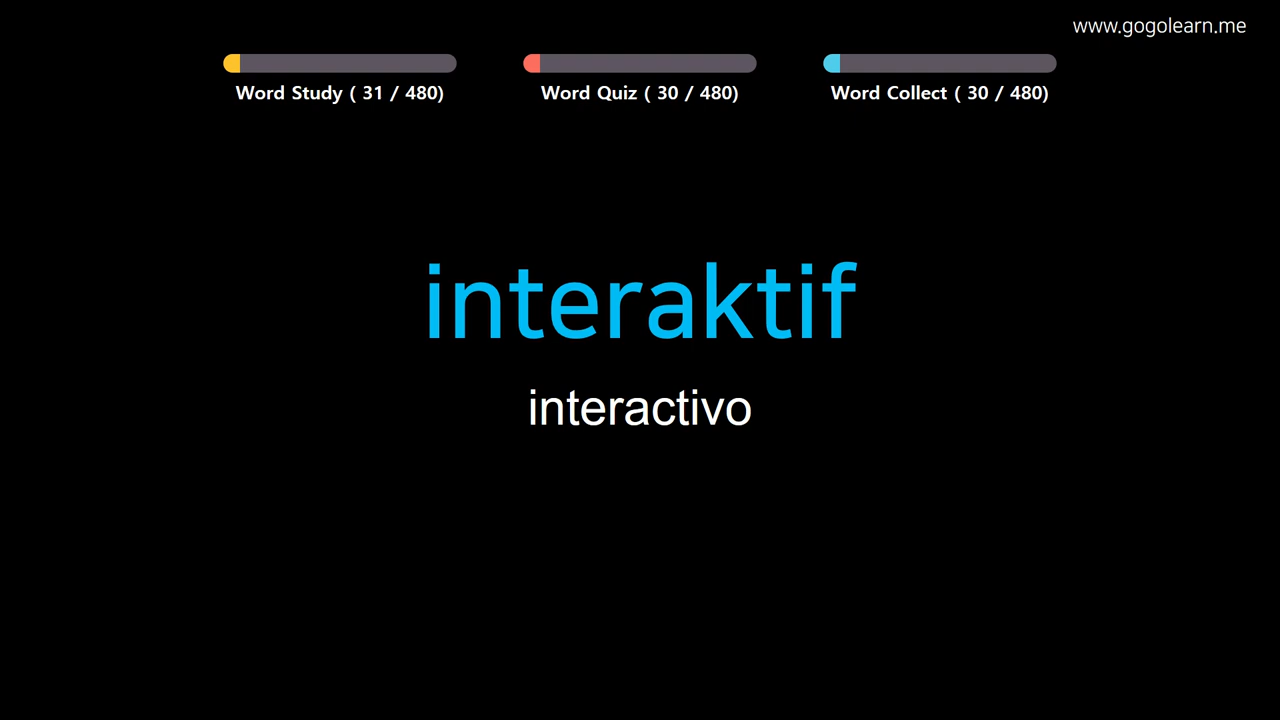 www.gogolearn.me
Word Study ( 31 / 480)
Word Quiz ( 30 / 480)
Word Collect ( 30 / 480)
interaktif
interactivo